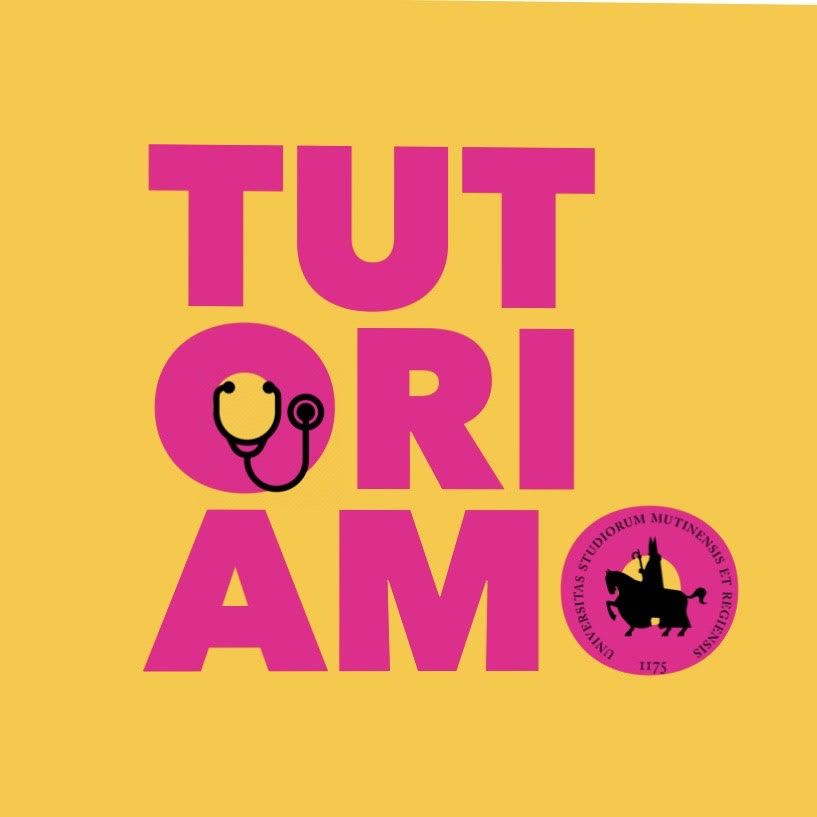 TUT
ORI
AMO
UNIVERSITAS STUDIORUM MUTINENSIS ET REGIENSIS
1175